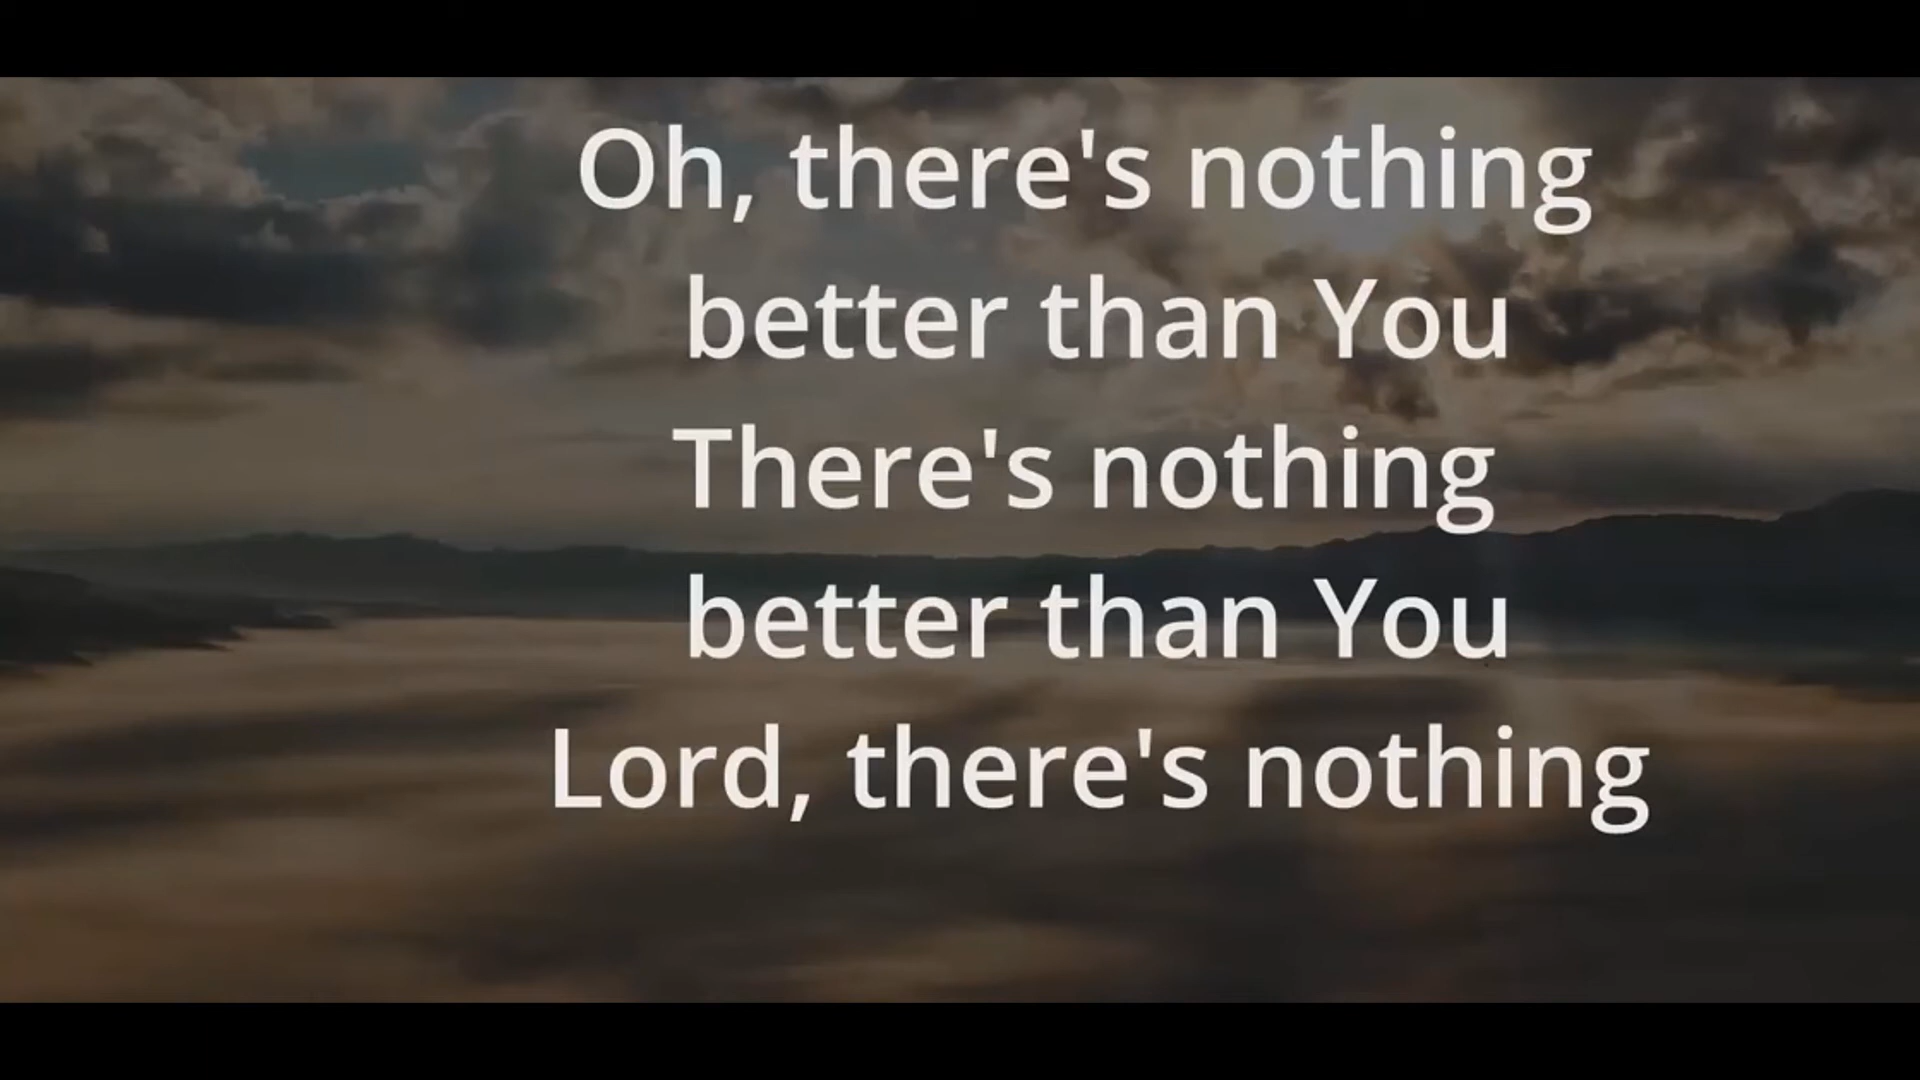 Oh, there's nothing
better than You
There's nothing
better than You
Lord, there's nothing